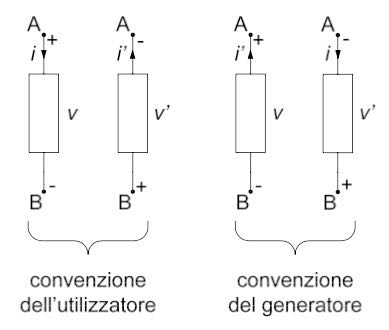 A A A A
+ - + -
i i' i' i
v v' v v'
- + - +
B B B B
convenzione convenzione
dell'utilizzatore del generatore